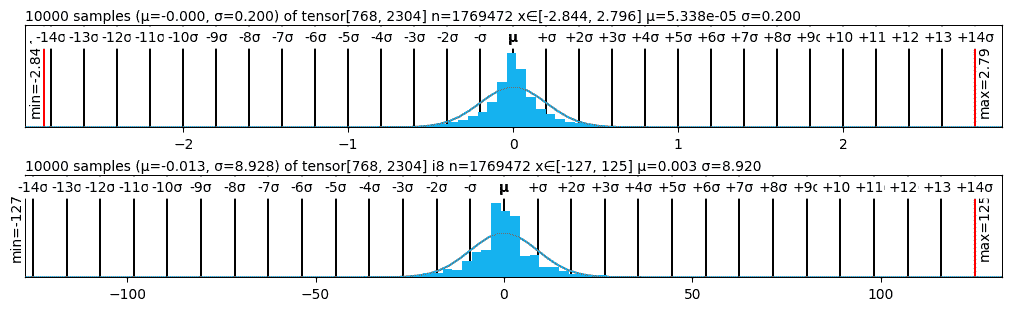 10000 samples (μ=-0.000, σ=0.200) of tensor[768, 2304] n=1769472 x∈[-2.844, 2.796] μ=5.338e-05 σ=0.200
min=-2.84 -14σ -13σ -12σ -11σ -10σ -9σ -8σ -7σ -6σ -5σ -4σ -3σ -2σ -σ μ +σ +2σ +3σ +4σ +5σ +6σ +7σ +8σ +9σ +10 +11 +12 +13 +14σ max=2.79
−2 −1 0 1 2
10000 samples (μ=-0.013, σ=8.928) of tensor[768, 2304] i8 n=1769472 x∈[-127, 125] μ=0.003 σ=8.920
min=-127 -14σ -13σ -12σ -11σ -10σ -9σ -8σ -7σ -6σ -5σ -4σ -3σ -2σ -σ μ +σ +2σ +3σ +4σ +5σ +6σ +7σ +8σ +9σ +10 +11 +12 +13 +14σ max=125
−100 −50 0 50 100